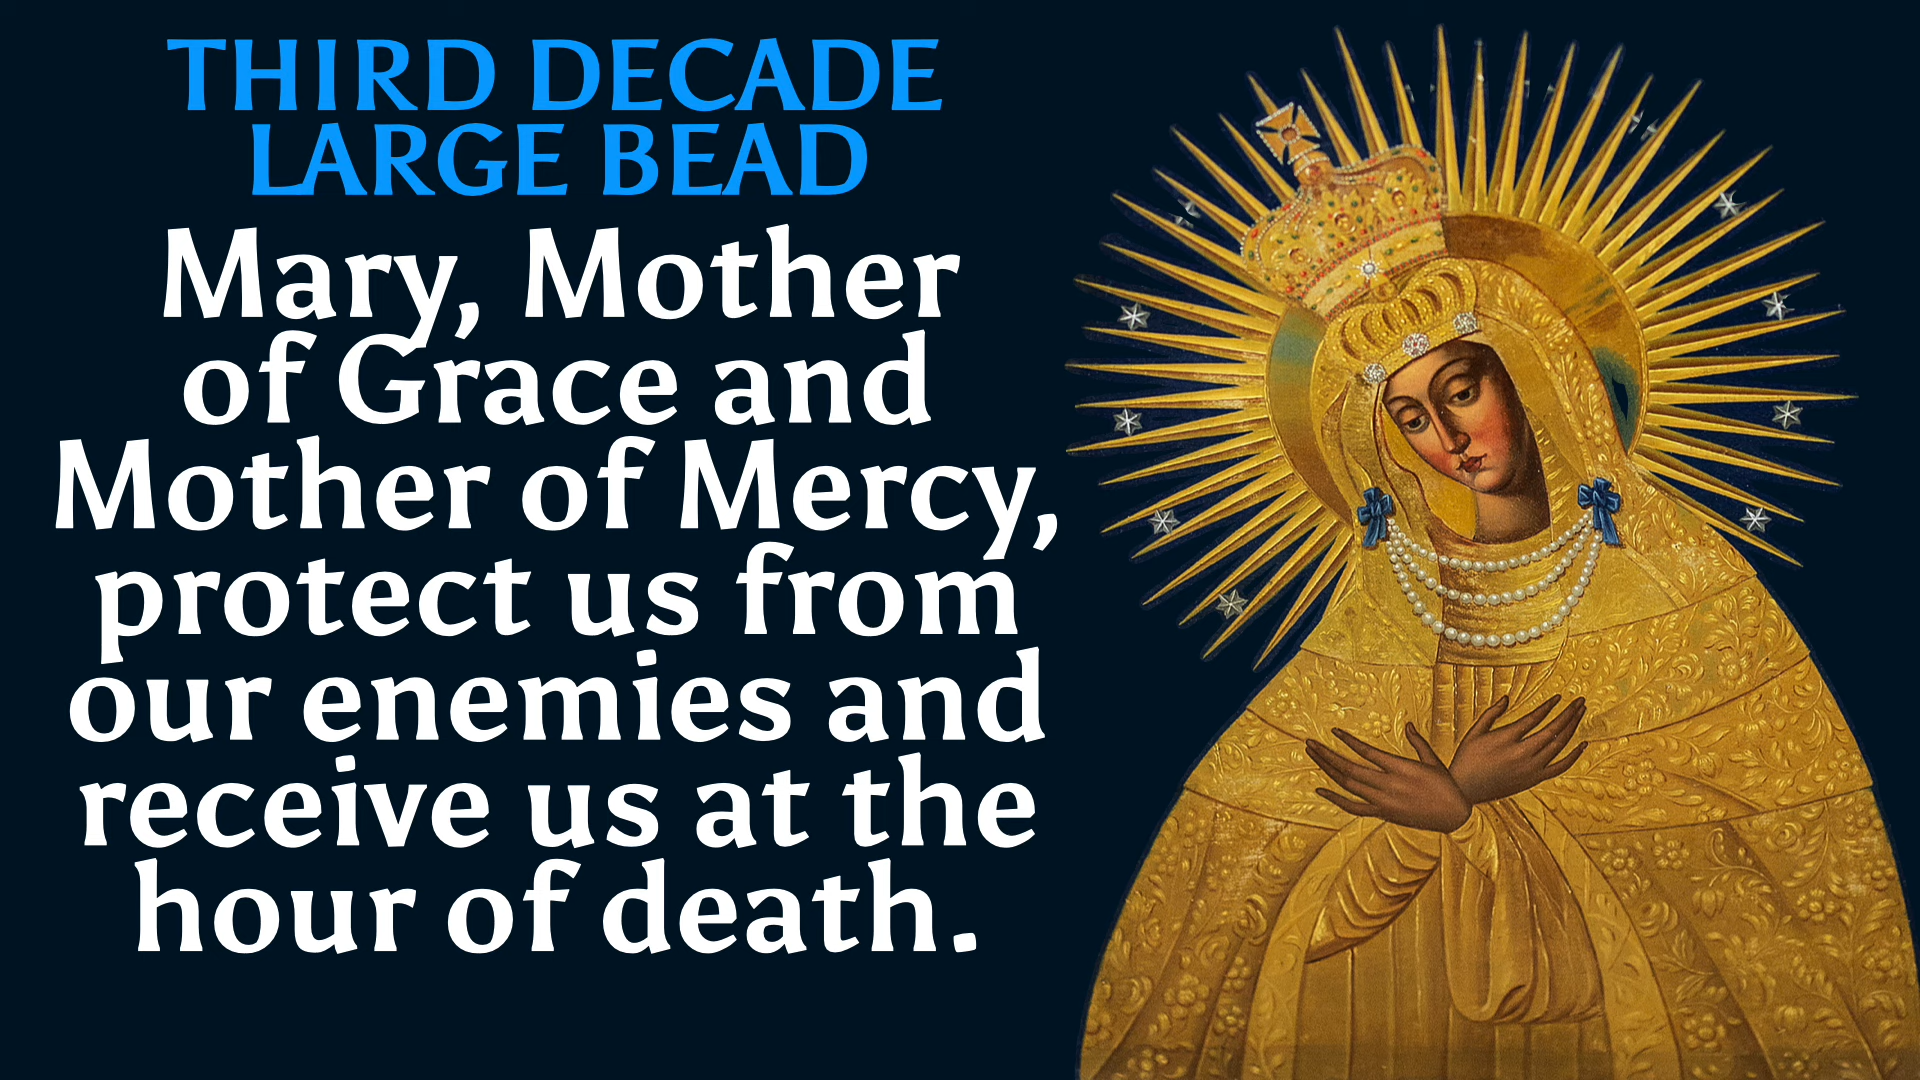 THIRD DECADE
LARGE BEAD
Mary, Mother
of Grace and
Mother of Mercy,
protect us from
our enemies and
receive us at the
hour of death.